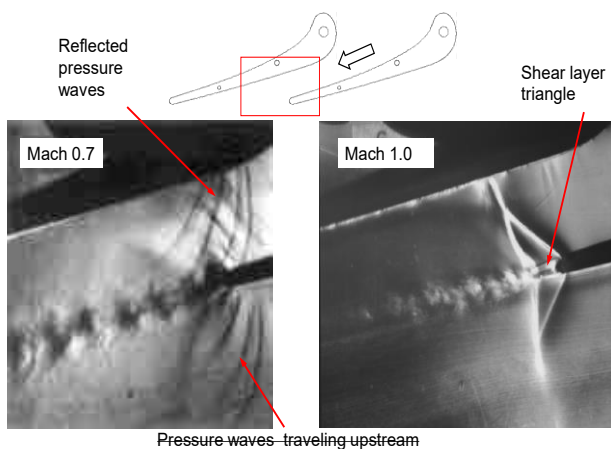 Reflected
pressure
waves
Shear layer
triangle
Mach 0.7
Mach 1.0
Pressure waves traveling upstream